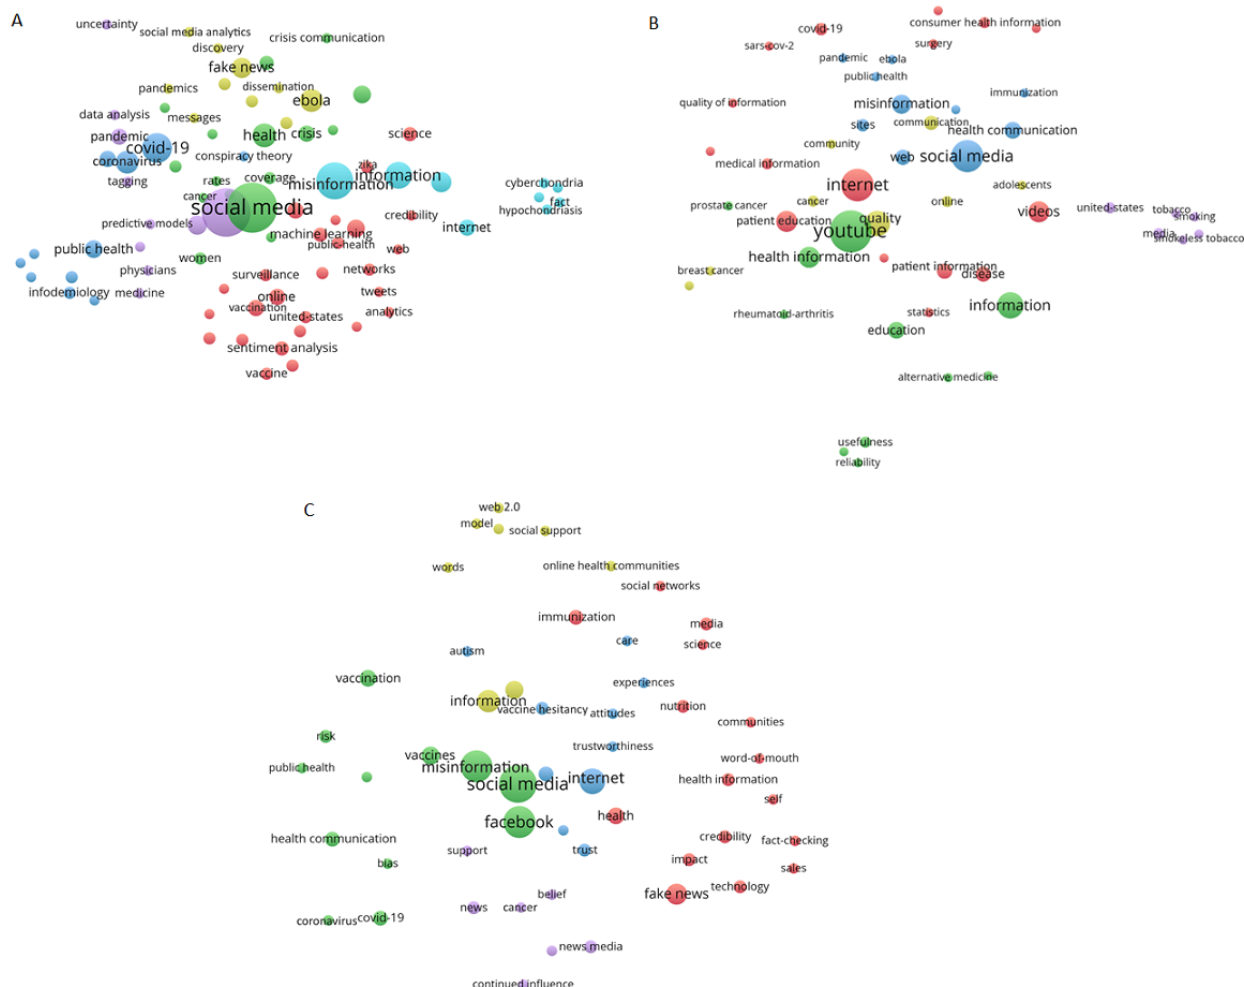 A
uncertainty
social media analytics
crisis communication
discovery
fake news
pandemics
dissemination
ebola
data analysis
messages
pandemic
health
crisis
science
covid-19
coronavirus
conspiracy theory
zika
tagging
rates
coverage
misinformation
information
cyberchondria
cancer
fact
social media
hypochondriasis
predictive models
credibility
internet
machine learning
public-health
public health
web
women
physicians
surveillance
networks
infodemiology
medicine
online
tweets
vaccination
united-states
analytics
sentiment analysis
vaccine
B
covid-19
consumer health information
sars-cov-2
surgery
pandemic
ebola
public health
immunization
quality of information
misinformation
sites
communication
health communication
community
web
social media
medical information
internet
adolescents
prostate cancer
cancer
online
patient education
quality
videos
united-states
tobacco
smoking
youtube
media
smokeless tobacco
health information
breast cancer
patient information
disease
rheumatoid-arthritis
statistics
information
education
alternative medicine
usefulness
reliability
C
web 2.0
model
social support
words
online health communities
social networks
immunization
media
care
science
autism
vaccination
experiences
information
vaccine hesitancy
attitudes
nutrition
communities
risk
trustworthiness
vaccines
public health
misinformation
word-of-mouth
social media
internet
health information
self
facebook
health
health communication
credibility
fact-checking
support
trust
bias
impact
sales
belief
fake news
technology
news
cancer
coronavirus
covid-19
news media
continued influence